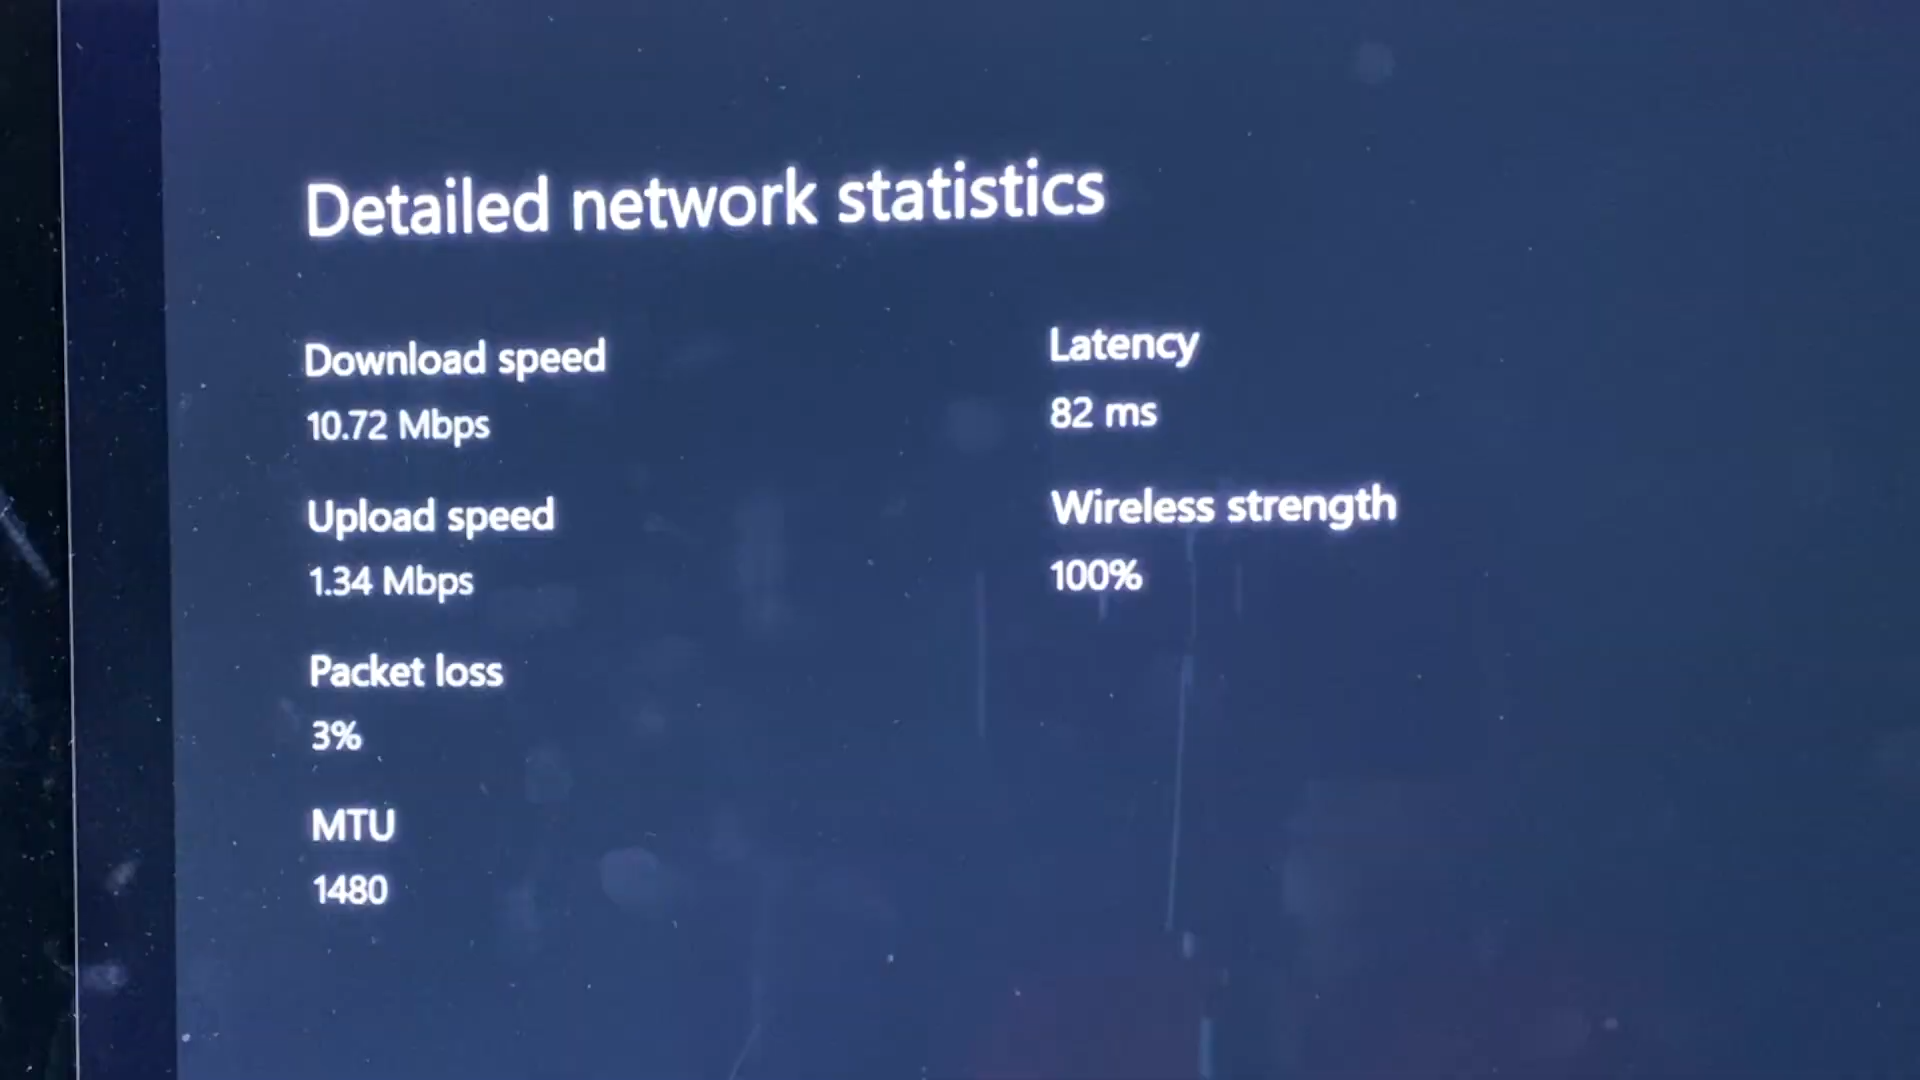 Detailed network statistics
Download speed
10.72 Mbps
Upload speed
1.34 Mbps
Packet loss
3%
MTU
1480
Latency
82 ms
Wireless strength
100%